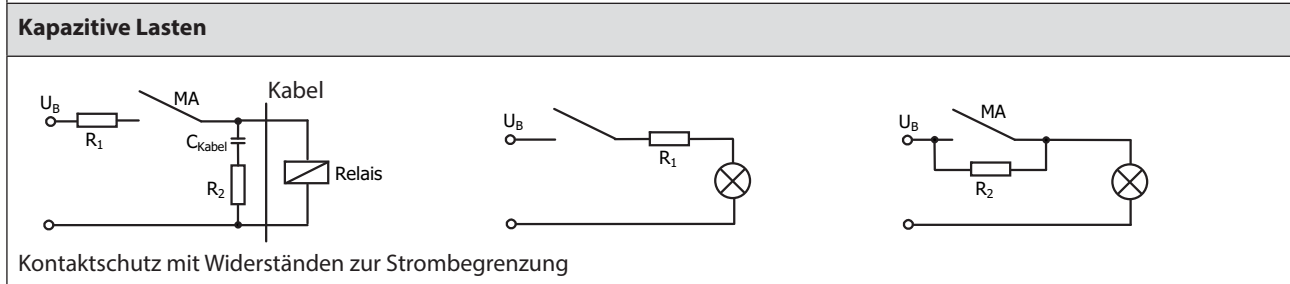 Kapazitive Lasten
U_B
R_1
MA
Kabel
C_Kabel
R_2
Relais
U_B
R_1
U_B
MA
R_2
Kontaktschutz mit Widerständen zur Strombegrenzung